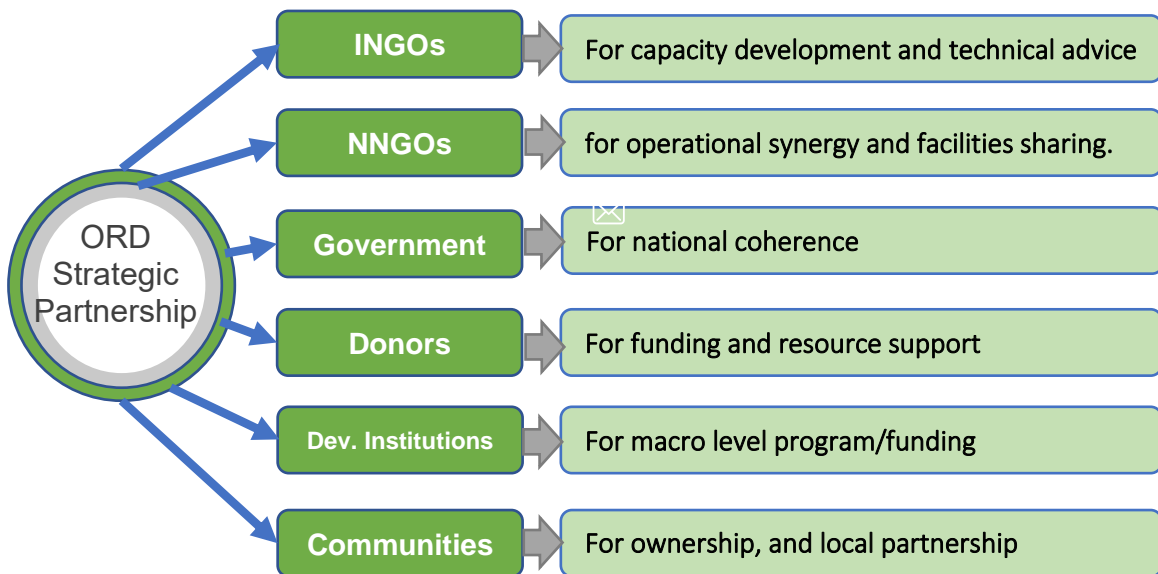 ORD
Strategic
Partnership
INGOs
For capacity development and technical advice
NNGOs
for operational synergy and facilities sharing.
Government
For national coherence
Donors
For funding and resource support
Dev. Institutions
For macro level program/funding
Communities
For ownership, and local partnership